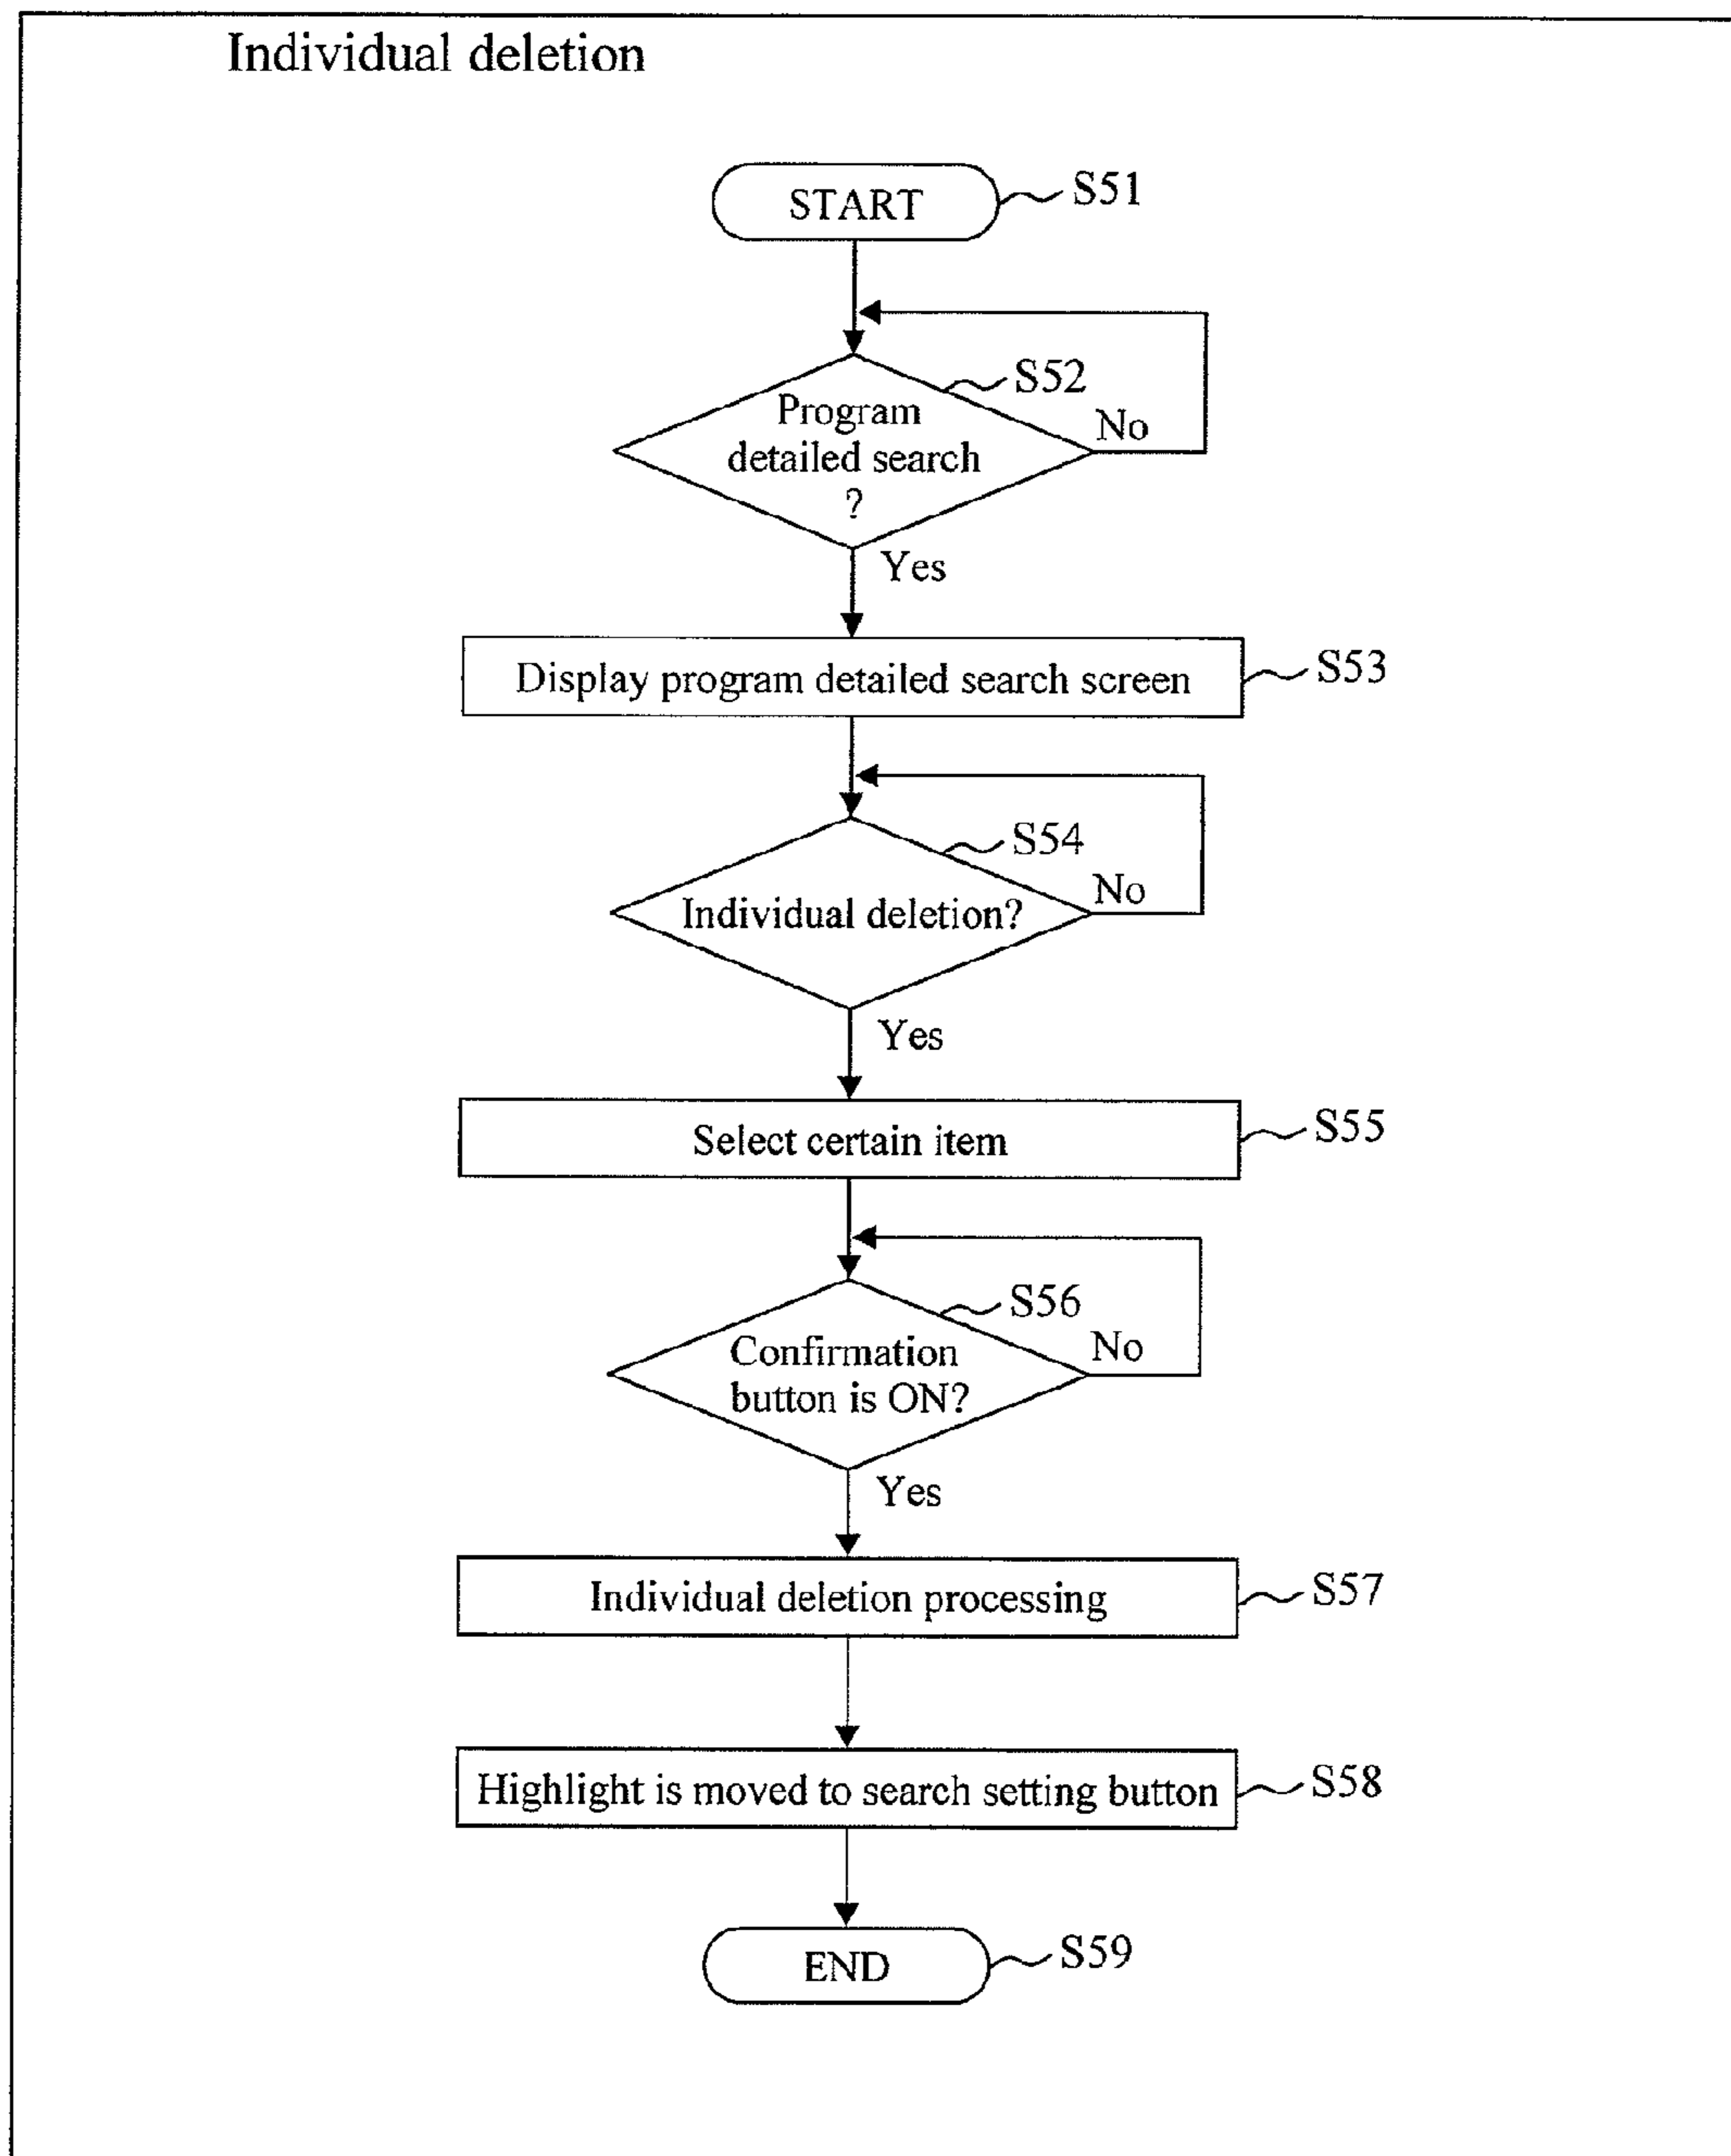 Individual deletion
START
S51
S52
Program
detailed search
?
No
Yes
Display program detailed search screen
S53
S54
Individual deletion?
No
Yes
Select certain item
S55
S56
Confirmation
button is ON?
No
Yes
Individual deletion processing
S57
Highlight is moved to search setting button
S58
END
S59